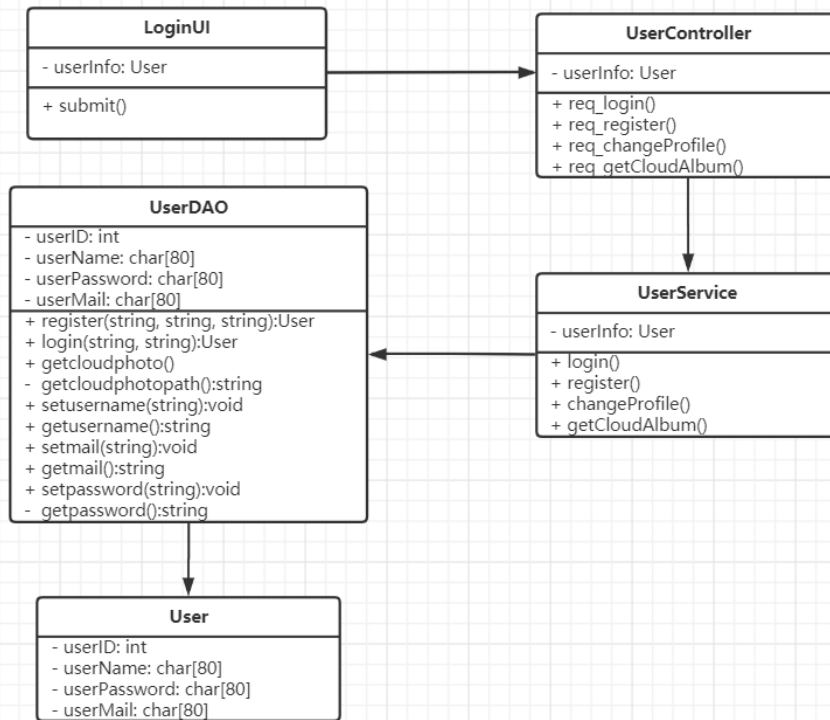 LoginUI
- userInfo: User
+ submit()
UserController
- userInfo: User
+ req_login()
+ req_register()
+ req_changeProfile()
+ req_getCloudAlbum()
UserDAO
- userID: int
- userName: char[80]
- userPassword: char[80]
- userMail: char[80]
+ register(string, string, string):User
+ login(string, string):User
+ getcloudphoto()
- getcloudphotopath():string
+ setusername(string):void
+ getusername():string
+ setmail(string):void
+ getmail():string
+ setpassword(string):void
- getpassword():string
UserService
- userInfo: User
+ login()
+ register()
+ changeProfile()
+ getCloudAlbum()
User
- userID: int
- userName: char[80]
- userPassword: char[80]
- userMail: char[80]